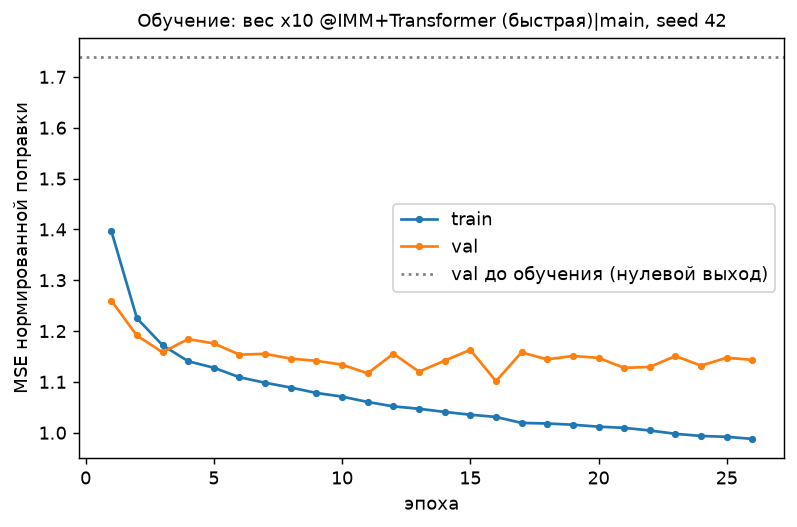 Обучение: вес x10 @IMM+Transformer (быстрая)|main, seed 42
MSE нормированной поправки
1.7
1.6
1.5
1.4
1.3
1.2
1.1
1.0
train
val
val до обучения (нулевой выход)
0 5 10 15 20 25
эпоха